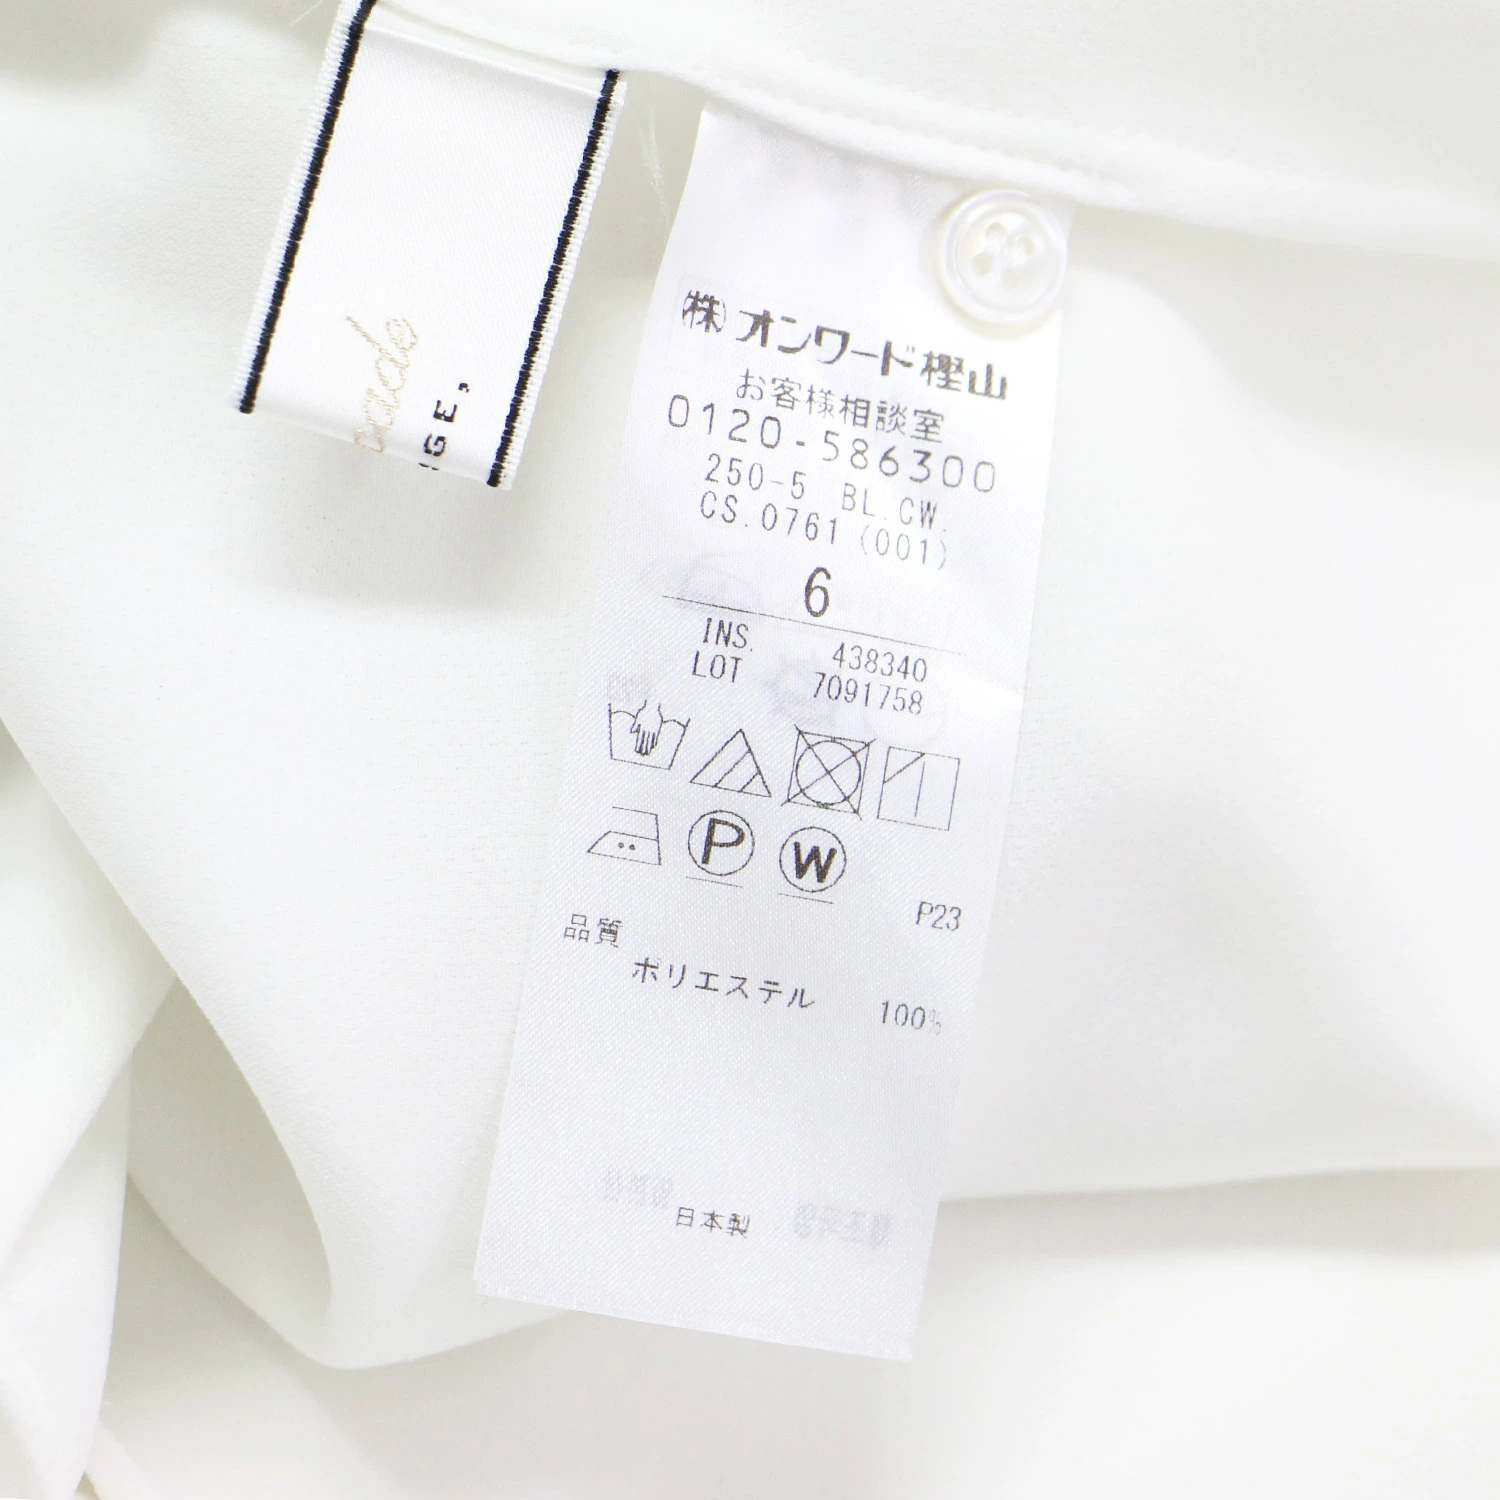 ㈱オンワード樫山
お客様相談室
0120-586300
250-5 BL.CW.
CS.0761 (001)
6
INS. 438340
LOT 7091758
P W
P23
品質
ポリエステル 100%
日本製